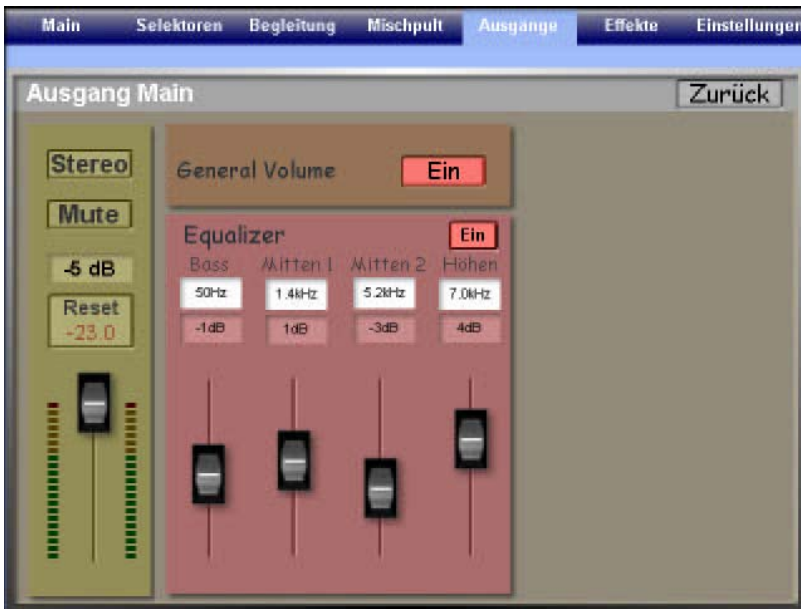 Main Selektoren Begleitung Mischpult Ausgänge Effekte Einstellungen
Ausgang Main Zurück
Stereo
Mute
-5 dB
Reset
-23.0
General Volume Ein
Equalizer Ein
Bass Mitten 1 Mitten 2 Höhen
50Hz 1.4kHz 5.2kHz 7.0kHz
-1dB 1dB -3dB 4dB